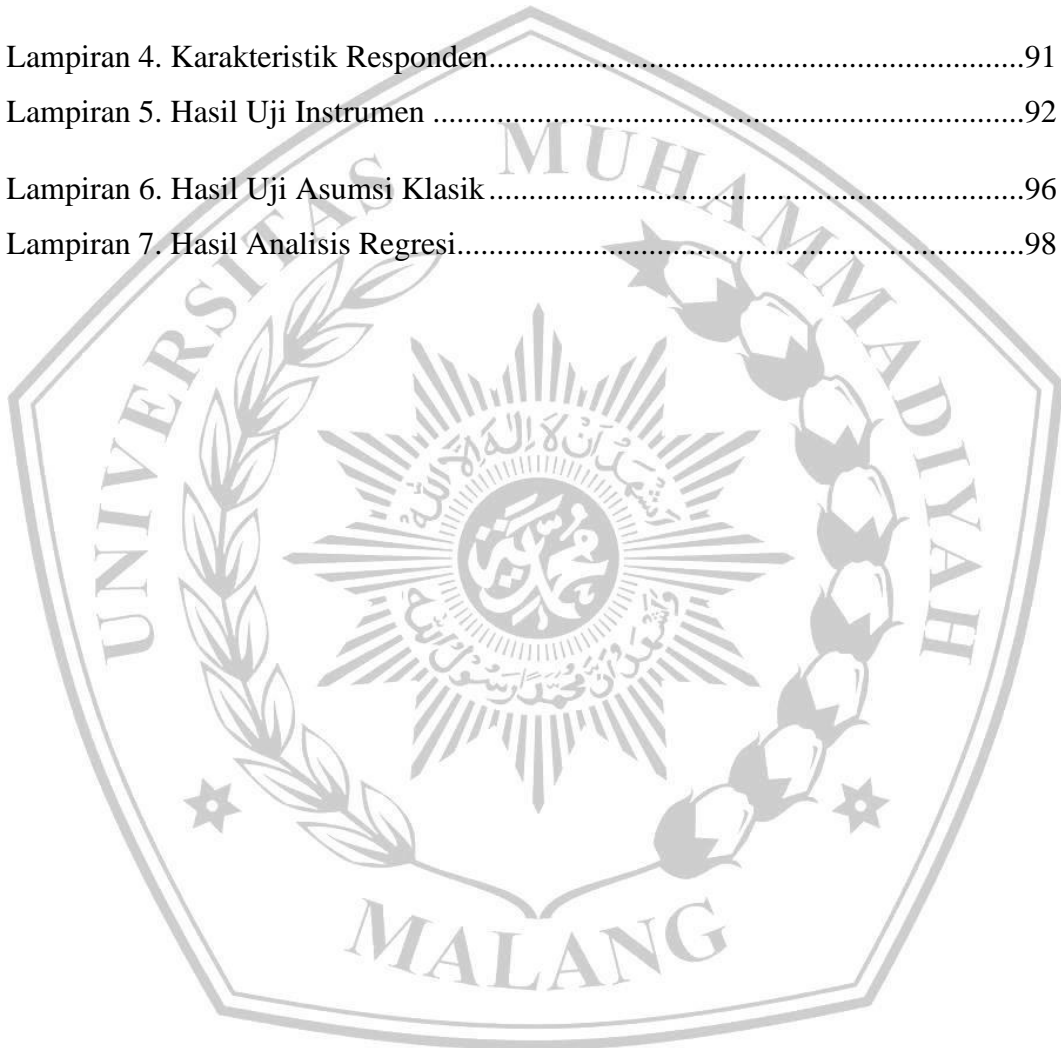 Lampiran 4. Karakteristik Responden.................................................................91
Lampiran 5. Hasil Uji Instrumen ........................................................................92
Lampiran 6. Hasil Uji Asumsi Klasik.................................................................96
Lampiran 7. Hasil Analisis Regresi.....................................................................98
UNIVERSITAS MUHAMMADIYAH
MALANG